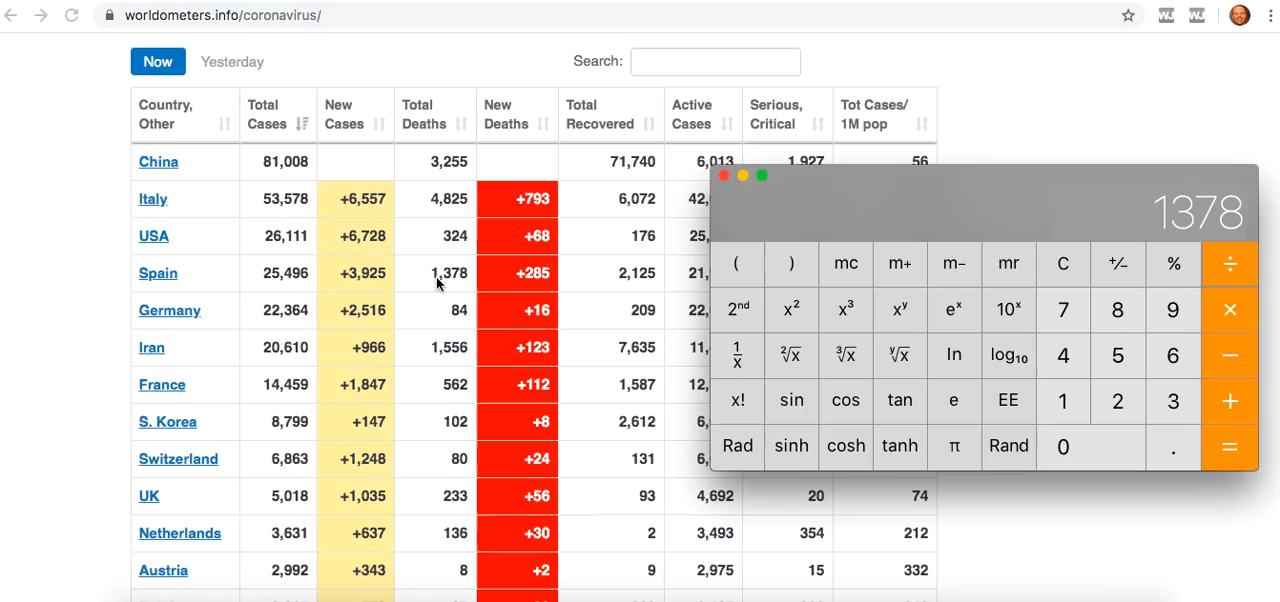 worldometers.info/coronavirus/
Now Yesterday Search:
Country, Other Total Cases New Cases Total Deaths New Deaths Total Recovered Active Cases Serious, Critical Tot Cases/ 1M pop
China 81,008 3,255 71,740 6,013 1,927 56
Italy 53,578 +6,557 4,825 +793 6,072 42,
USA 26,111 +6,728 324 +68 176 25,
Spain 25,496 +3,925 1,378 +285 2,125 21,
Germany 22,364 +2,516 84 +16 209 22,
Iran 20,610 +966 1,556 +123 7,635 11,
France 14,459 +1,847 562 +112 1,587 12,
S. Korea 8,799 +147 102 +8 2,612 6,
Switzerland 6,863 +1,248 80 +24 131 6,
UK 5,018 +1,035 233 +56 93 4,692 20 74
Netherlands 3,631 +637 136 +30 2 3,493 354 212
Austria 2,992 +343 8 +2 9 2,975 15 332
1378
( ) mc m+ m- mr C +/- % ÷
2nd x² x³ xʸ eˣ 10ˣ 7 8 9 ×
1/x ²√x ³√x ʸ√x ln log₁₀ 4 5 6 −
x! sin cos tan e EE 1 2 3 +
Rad sinh cosh tanh π Rand 0 . =